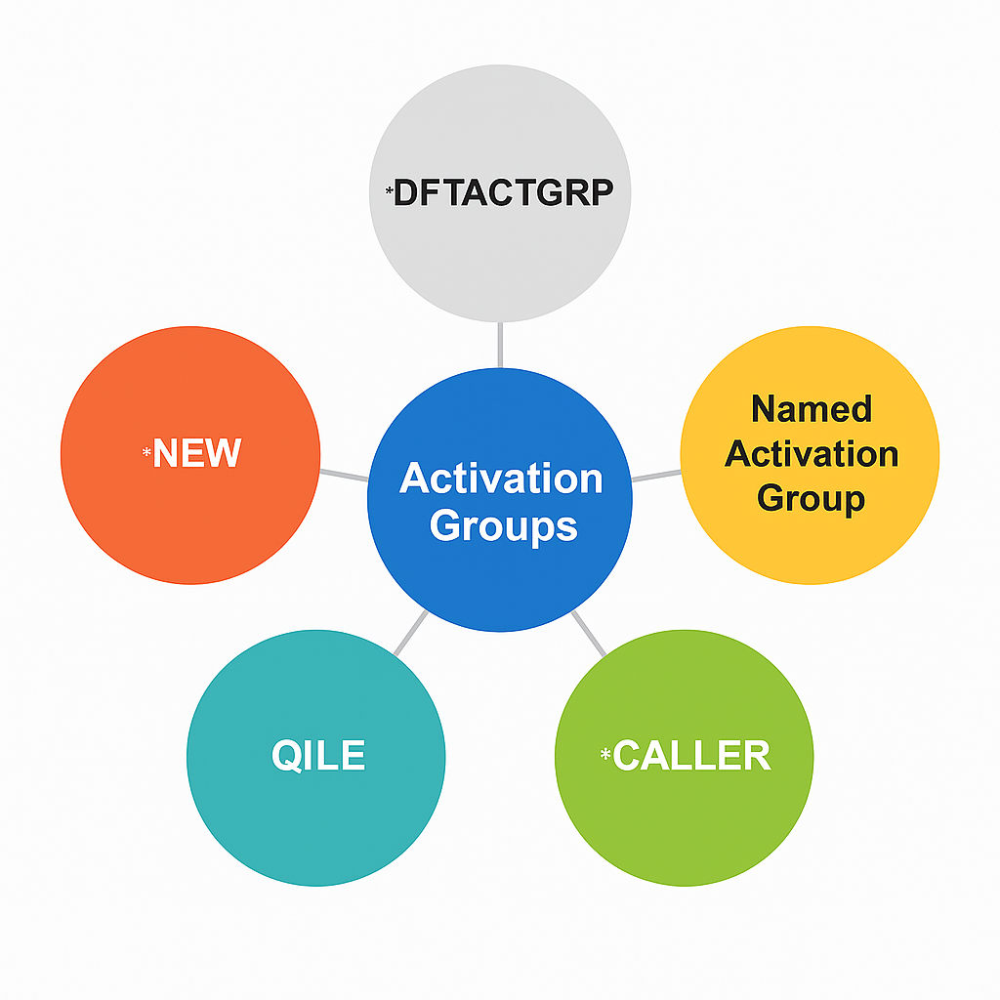 *DFTACTGRP
*NEW
Named
Activation
Group
Activation
Groups
QILE
*CALLER